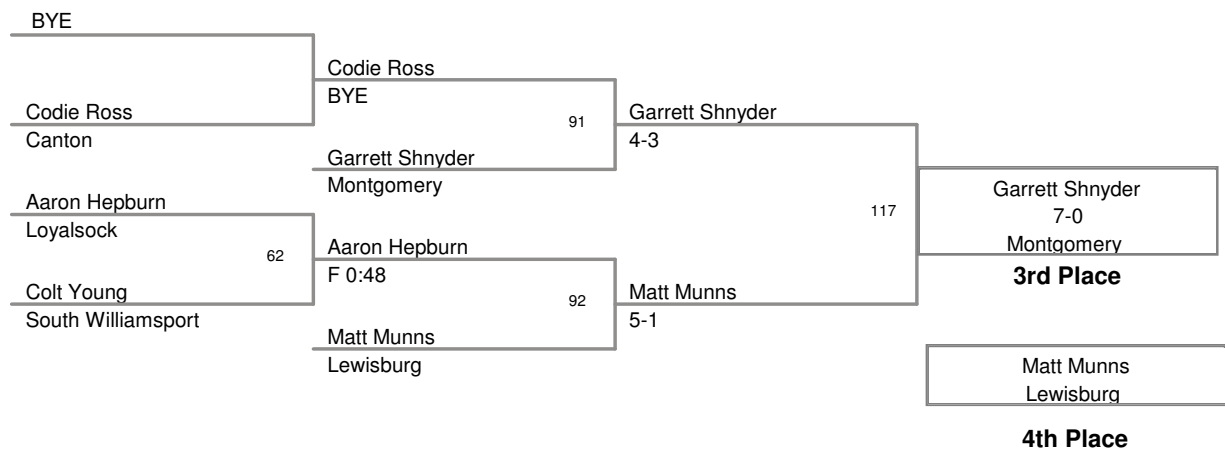 BYE
Codie Ross
Canton
Aaron Hepburn
Loyalsock
62
Colt Young
South Williamsport
Codie Ross
BYE
91
Garrett Shnyder
Montgomery
Aaron Hepburn
F 0:48
92
Matt Munns
Lewisburg
Garrett Shnyder
4-3
117
Matt Munns
5-1
Garrett Shnyder
7-0
Montgomery
3rd Place
Matt Munns
Lewisburg
4th Place